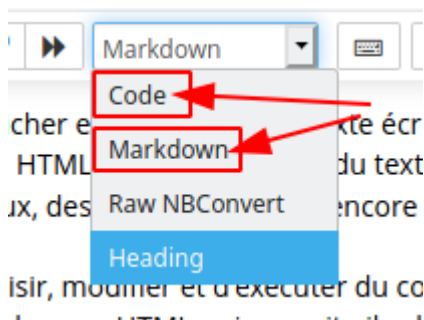 Markdown
Code
cher e xte écr
Markdown
HTML du text
Raw NBConvert
ux, des encore
Heading
isir, modifier et d'exécuter du co